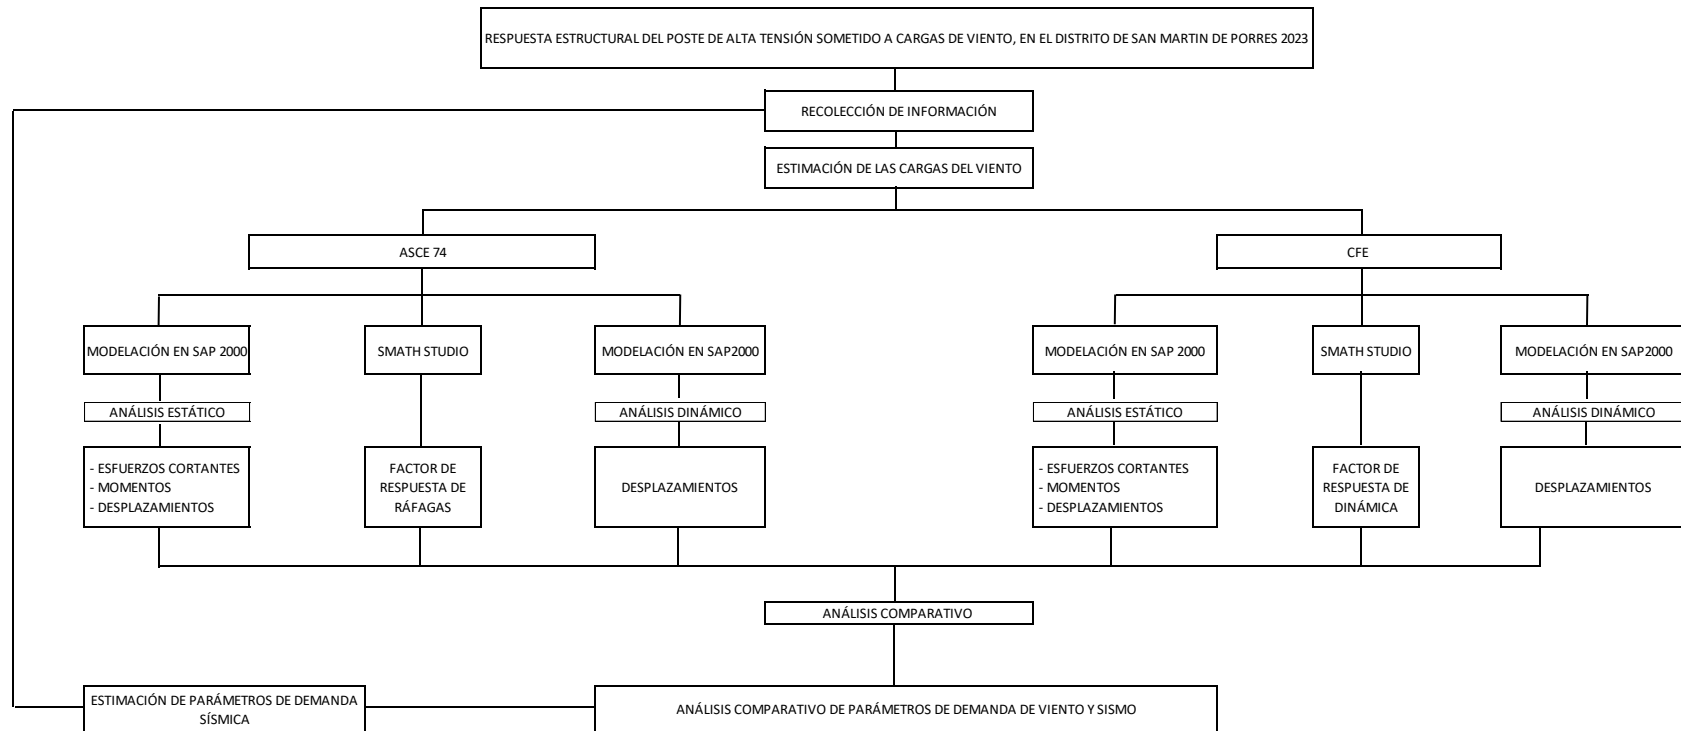 RESPUESTA ESTRUCTURAL DEL POSTE DE ALTA TENSIÓN SOMETIDO A CARGAS DE VIENTO, EN EL DISTRITO DE SAN MARTIN DE PORRES 2023
RECOLECCIÓN DE INFORMACIÓN
ESTIMACIÓN DE LAS CARGAS DEL VIENTO
ASCE 74
CFE
MODELACIÓN EN SAP 2000
SMATH STUDIO
MODELACIÓN EN SAP2000
MODELACIÓN EN SAP 2000
SMATH STUDIO
MODELACIÓN EN SAP2000
ANÁLISIS ESTÁTICO
ANÁLISIS DINÁMICO
ANÁLISIS ESTÁTICO
ANÁLISIS DINÁMICO
- ESFUERZOS CORTANTES
- MOMENTOS
- DESPLAZAMIENTOS
FACTOR DE
RESPUESTA DE
RÁFAGAS
DESPLAZAMIENTOS
- ESFUERZOS CORTANTES
- MOMENTOS
- DESPLAZAMIENTOS
FACTOR DE
RESPUESTA DE
DINÁMICA
DESPLAZAMIENTOS
ANÁLISIS COMPARATIVO
ESTIMACIÓN DE PARÁMETROS DE DEMANDA
SÍSMICA
ANÁLISIS COMPARATIVO DE PARÁMETROS DE DEMANDA DE VIENTO Y SISMO